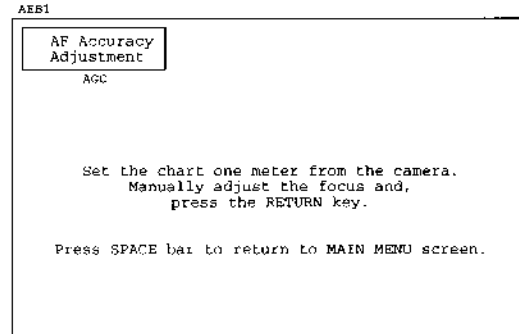 AEB1
AF Accuracy
Adjustment
AGC
Set the chart one meter from the camera.
Manually adjust the focus and,
press the RETURN key.
Press SPACE bar to return to MAIN MENU screen.